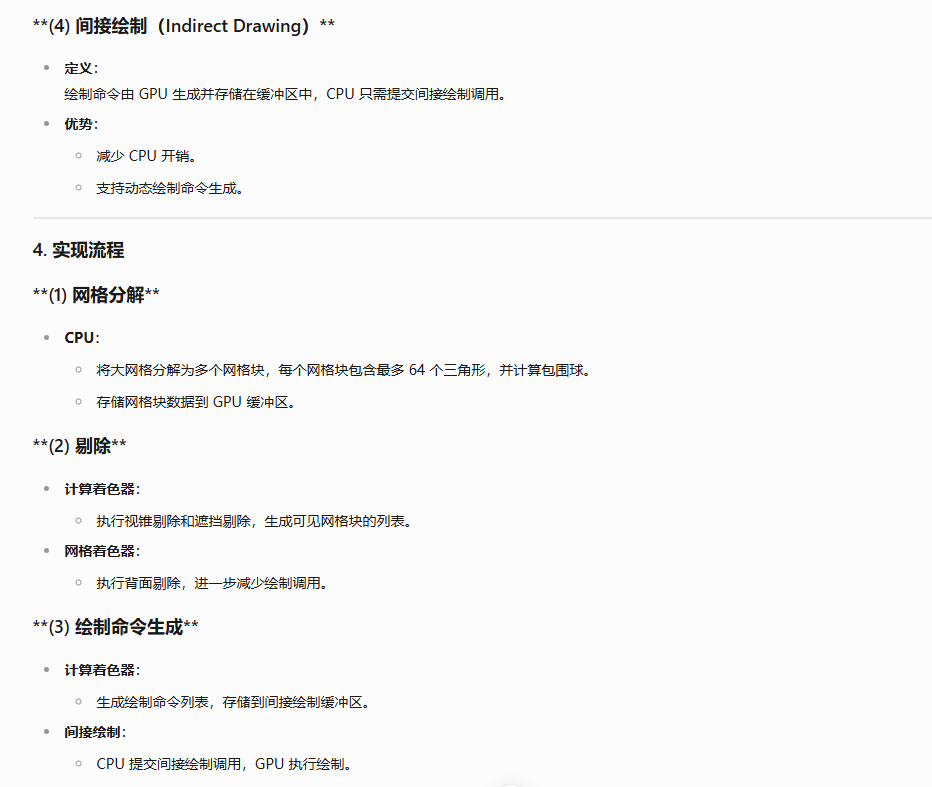 **(4) 间接绘制（Indirect Drawing）**
定义：
绘制命令由 GPU 生成并存储在缓冲区中，CPU 只需提交间接绘制调用。
优势：
减少 CPU 开销。
支持动态绘制命令生成。
4. 实现流程
**(1) 网格分解**
CPU：
将大网格分解为多个网格块，每个网格块包含最多 64 个三角形，并计算包围球。
存储网格块数据到 GPU 缓冲区。
**(2) 剔除**
计算着色器：
执行视锥剔除和遮挡剔除，生成可见网格块的列表。
网格着色器：
执行背面剔除，进一步减少绘制调用。
**(3) 绘制命令生成**
计算着色器：
生成绘制命令列表，存储到间接绘制缓冲区。
间接绘制：
CPU 提交间接绘制调用，GPU 执行绘制。